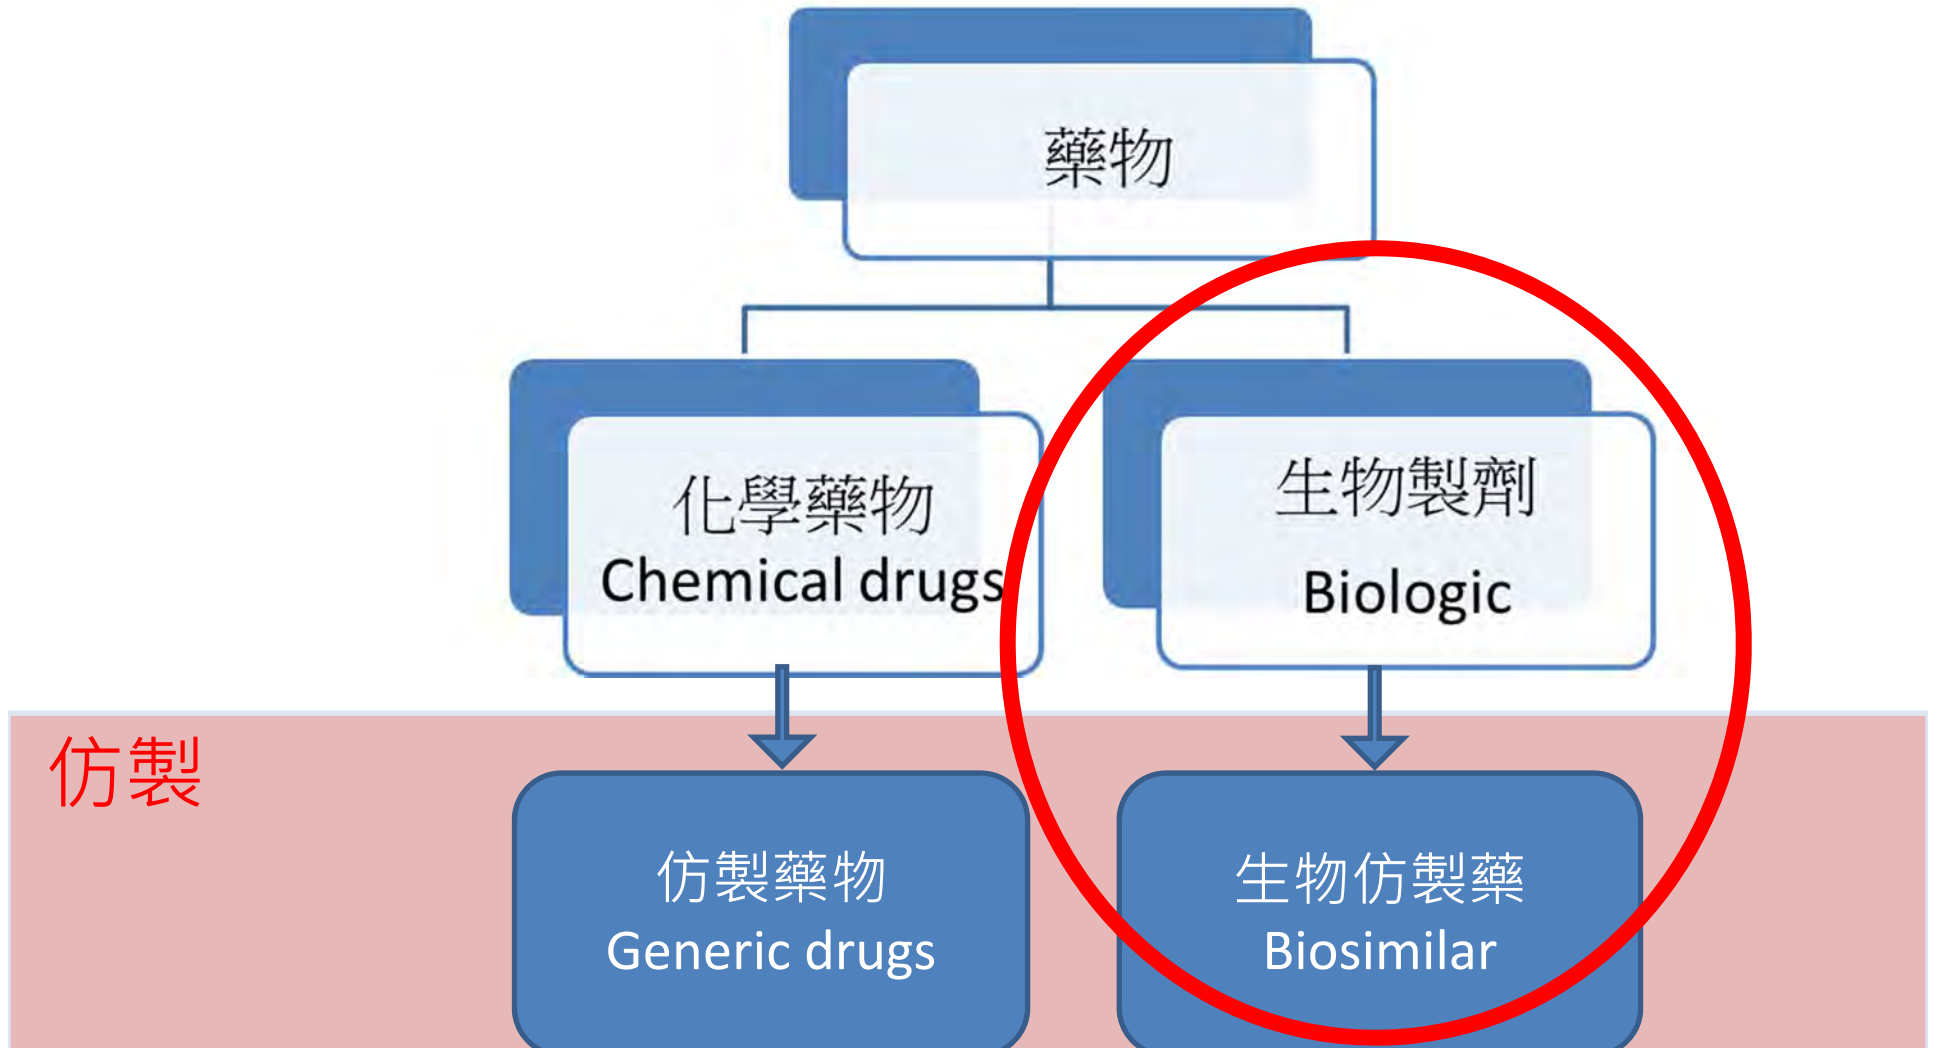 藥物
化學藥物
Chemical drugs
生物製劑
Biologic
仿製
仿製藥物
Generic drugs
生物仿製藥
Biosimilar